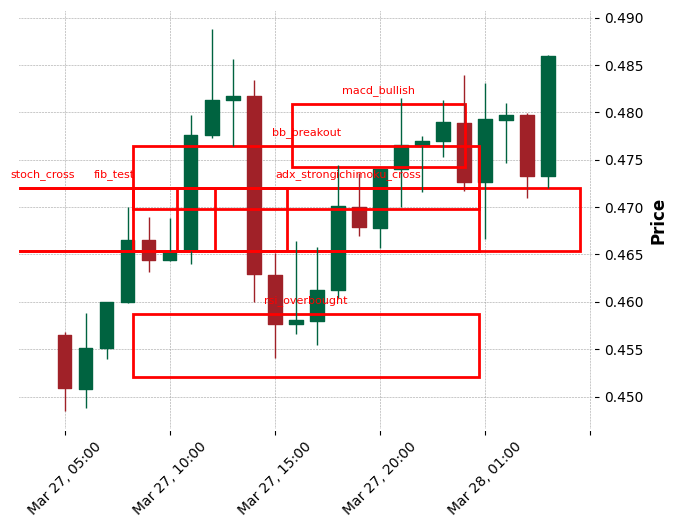 0.490
0.485
macd_bullish
0.480
bb_breakout
0.475
stoch_cross fib_test adx_strong ichimoku_cross
0.470
Price
0.465
rsi_overbought
0.460
0.455
0.450
Mar 27, 05:00 Mar 27, 10:00 Mar 27, 15:00 Mar 27, 20:00 Mar 28, 01:00